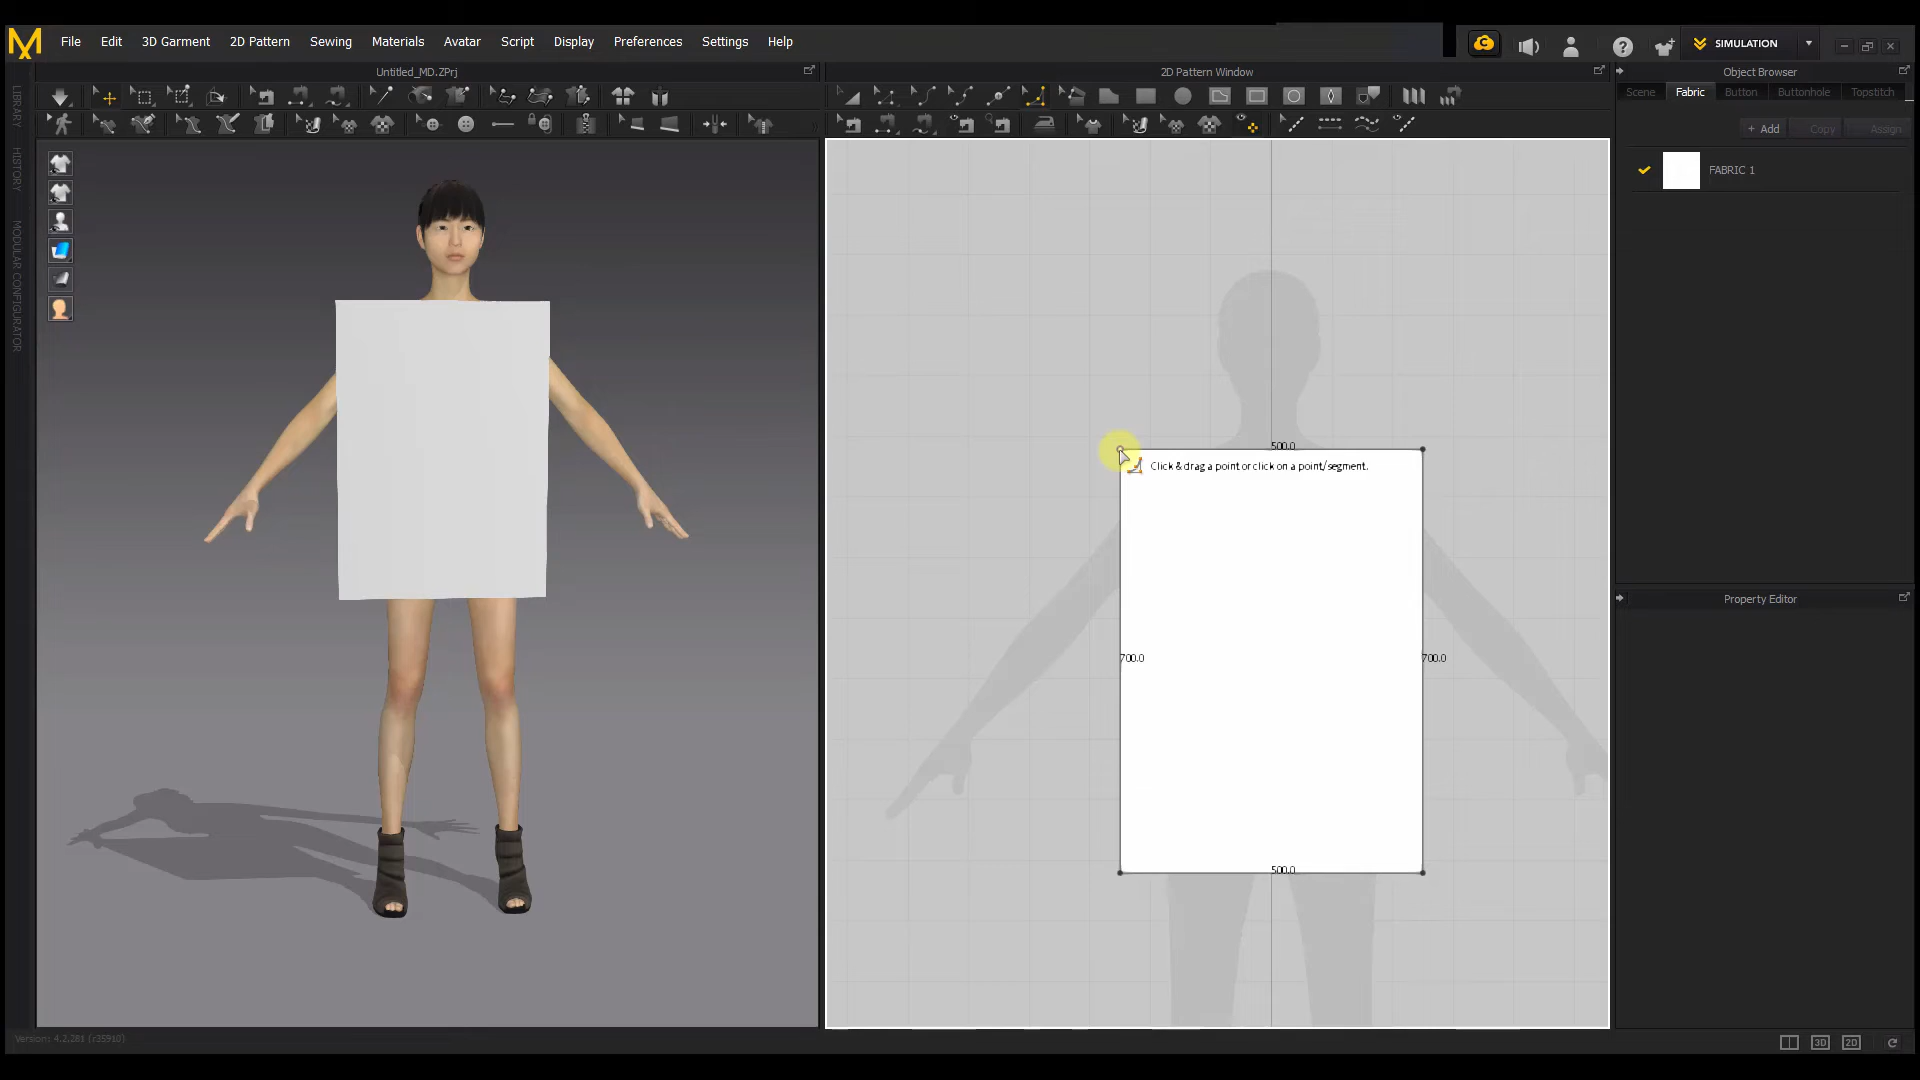 File Edit 3D Garment 2D Pattern Sewing Materials Avatar Script Display Preferences Settings Help
SIMULATION
Untitled_MD.ZPrj
2D Pattern Window
Object Browser
Scene Fabric Button Buttonhole Topstitch
+ Add Copy Assign
FABRIC 1
LIBRARY
HISTORY
MODULAR CONFIGURATOR
500.0
Click & drag a point or click on a point/segment.
700.0
700.0
500.0
Property Editor
Version: 4.2.281 (r35910)
3D
2D